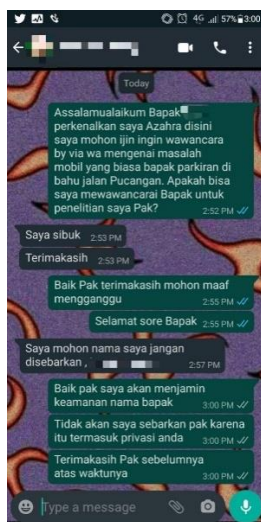 4G 57% 3:00
Today
Assalamualaikum Bapak
perkenalkan saya Azahra disini
saya mohon ijin ingin wawancara
by via wa mengenai masalah
mobil yang biasa bapak parkiran di
bahu jalan Pucangan. Apakah bisa
saya mewawancarai Bapak untuk
penelitian saya Pak?
2:52 PM
Saya sibuk 2:53 PM
Terimakasih 2:53 PM
Baik Pak terimakasih mohon maaf
mengganggu
2:55 PM
Selamat sore Bapak 2:55 PM
Saya mohon nama saya jangan
disebarkan ,
2:57 PM
Baik pak saya akan menjamin
keamanan nama bapak
3:00 PM
Tidak akan saya sebarkan pak karena
itu termasuk privasi anda
3:00 PM
Terimakasih Pak sebelumnya
atas waktunya
3:00 PM
Type a message